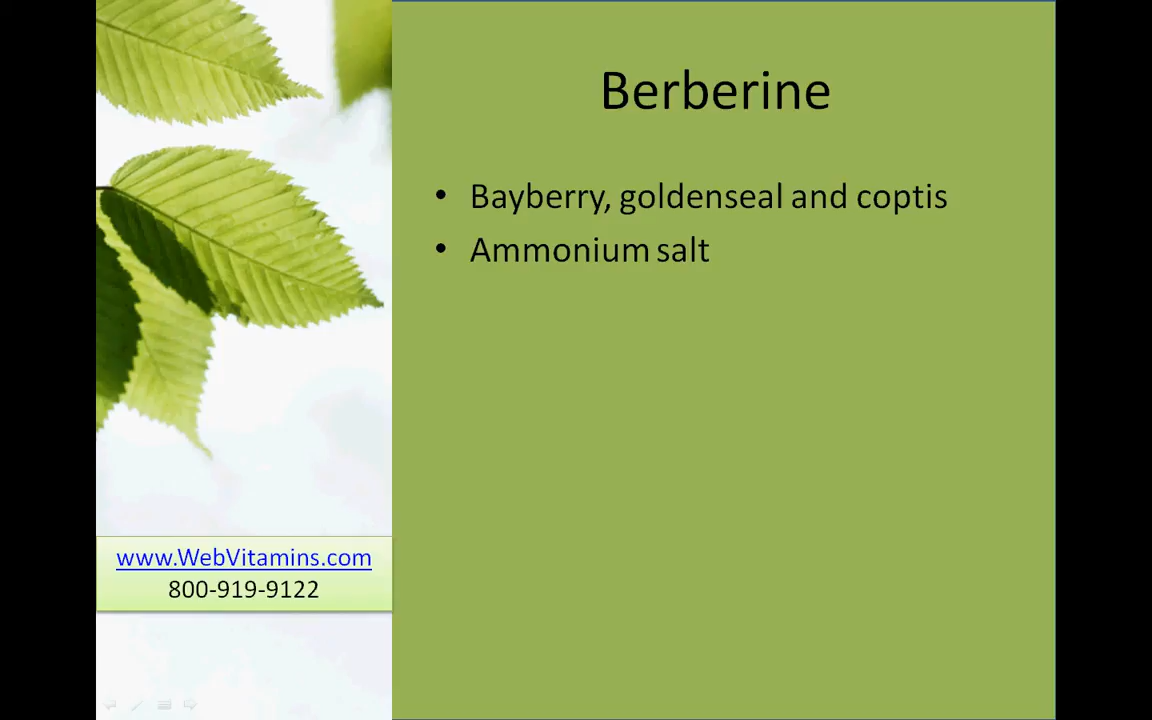 Berberine
• Bayberry, goldenseal and coptis
• Ammonium salt
www.WebVitamins.com
800-919-9122